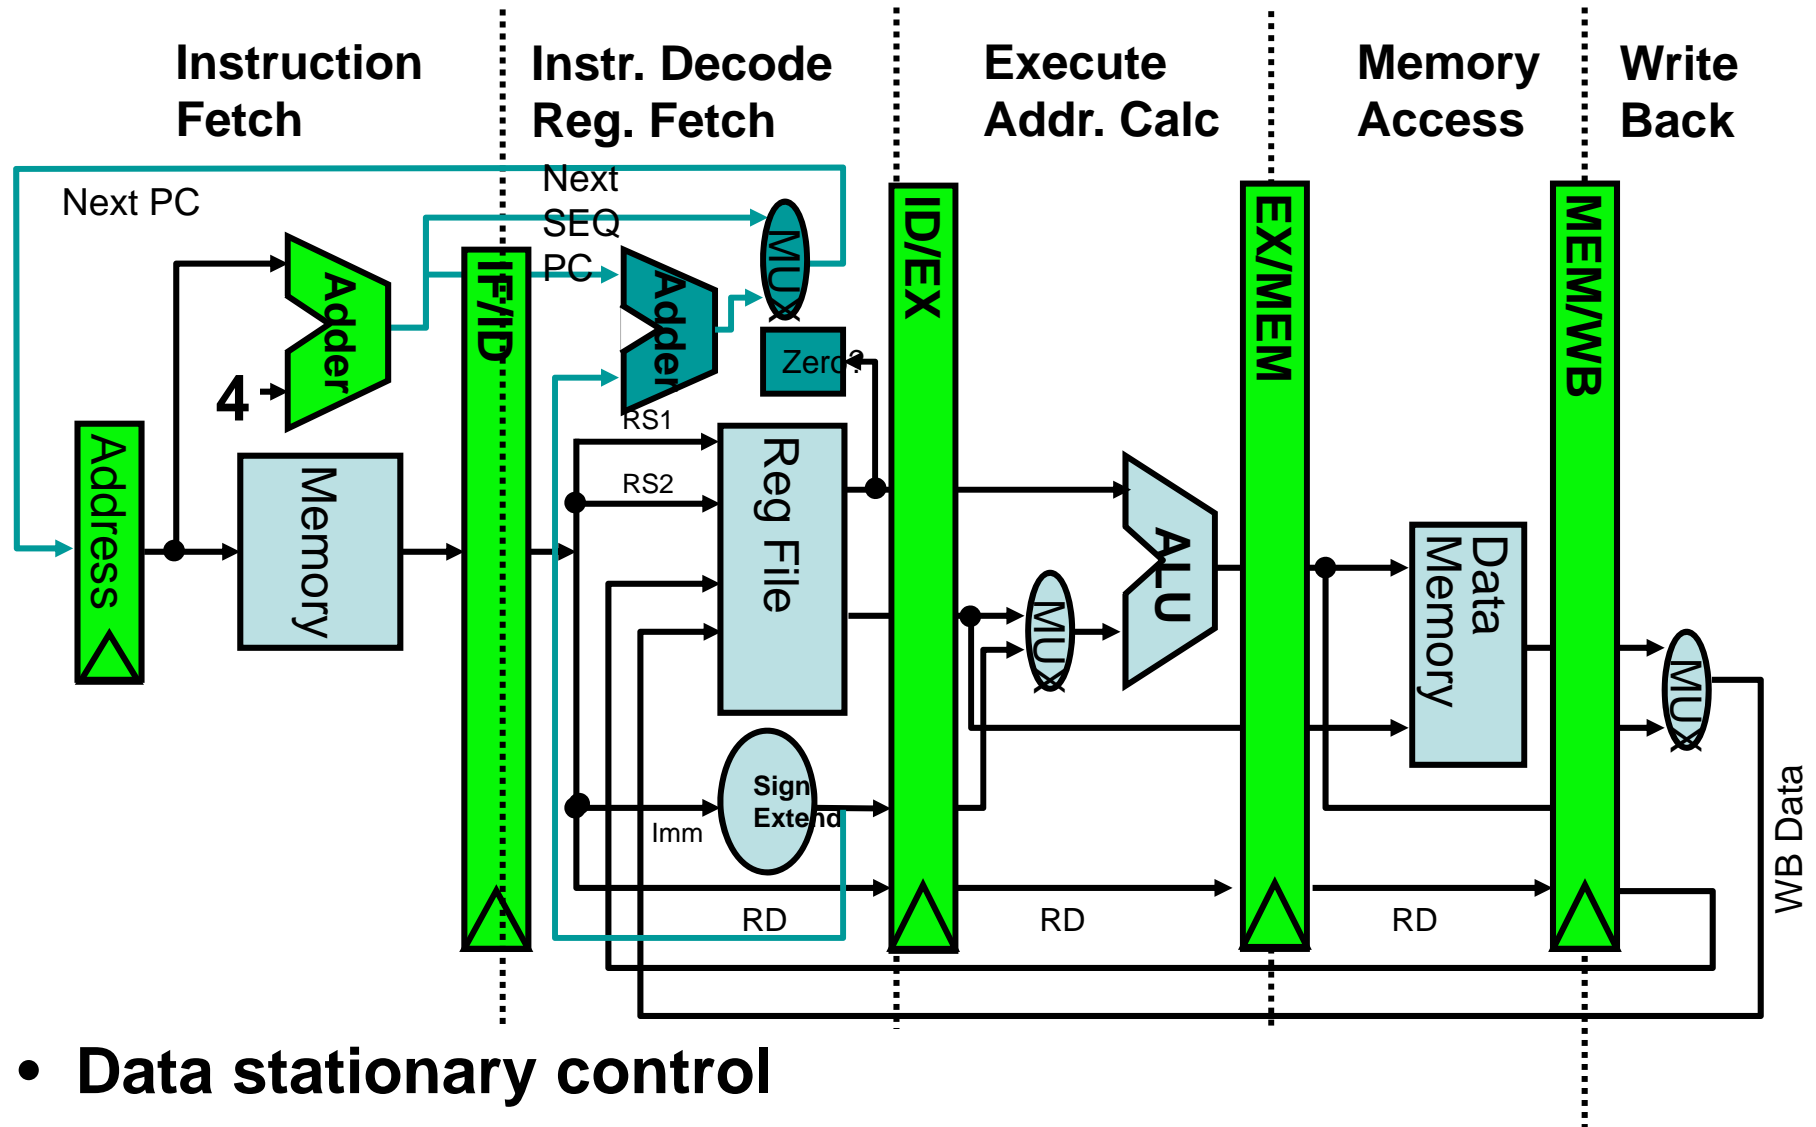 Instruction
Fetch
Instr. Decode
Reg. Fetch
Execute
Addr. Calc
Memory
Access
Write
Back
Next PC
Next
SEQ
PC
MUX
Adder
4
Address
Memory
IF/ID
Adder
Zero?
RS1
RS2
Reg File
Sign
Extend
Imm
RD
ID/EX
MUX
ALU
RD
EX/MEM
Data
Memory
RD
MEM/WB
MUX
WB Data
• Data stationary control